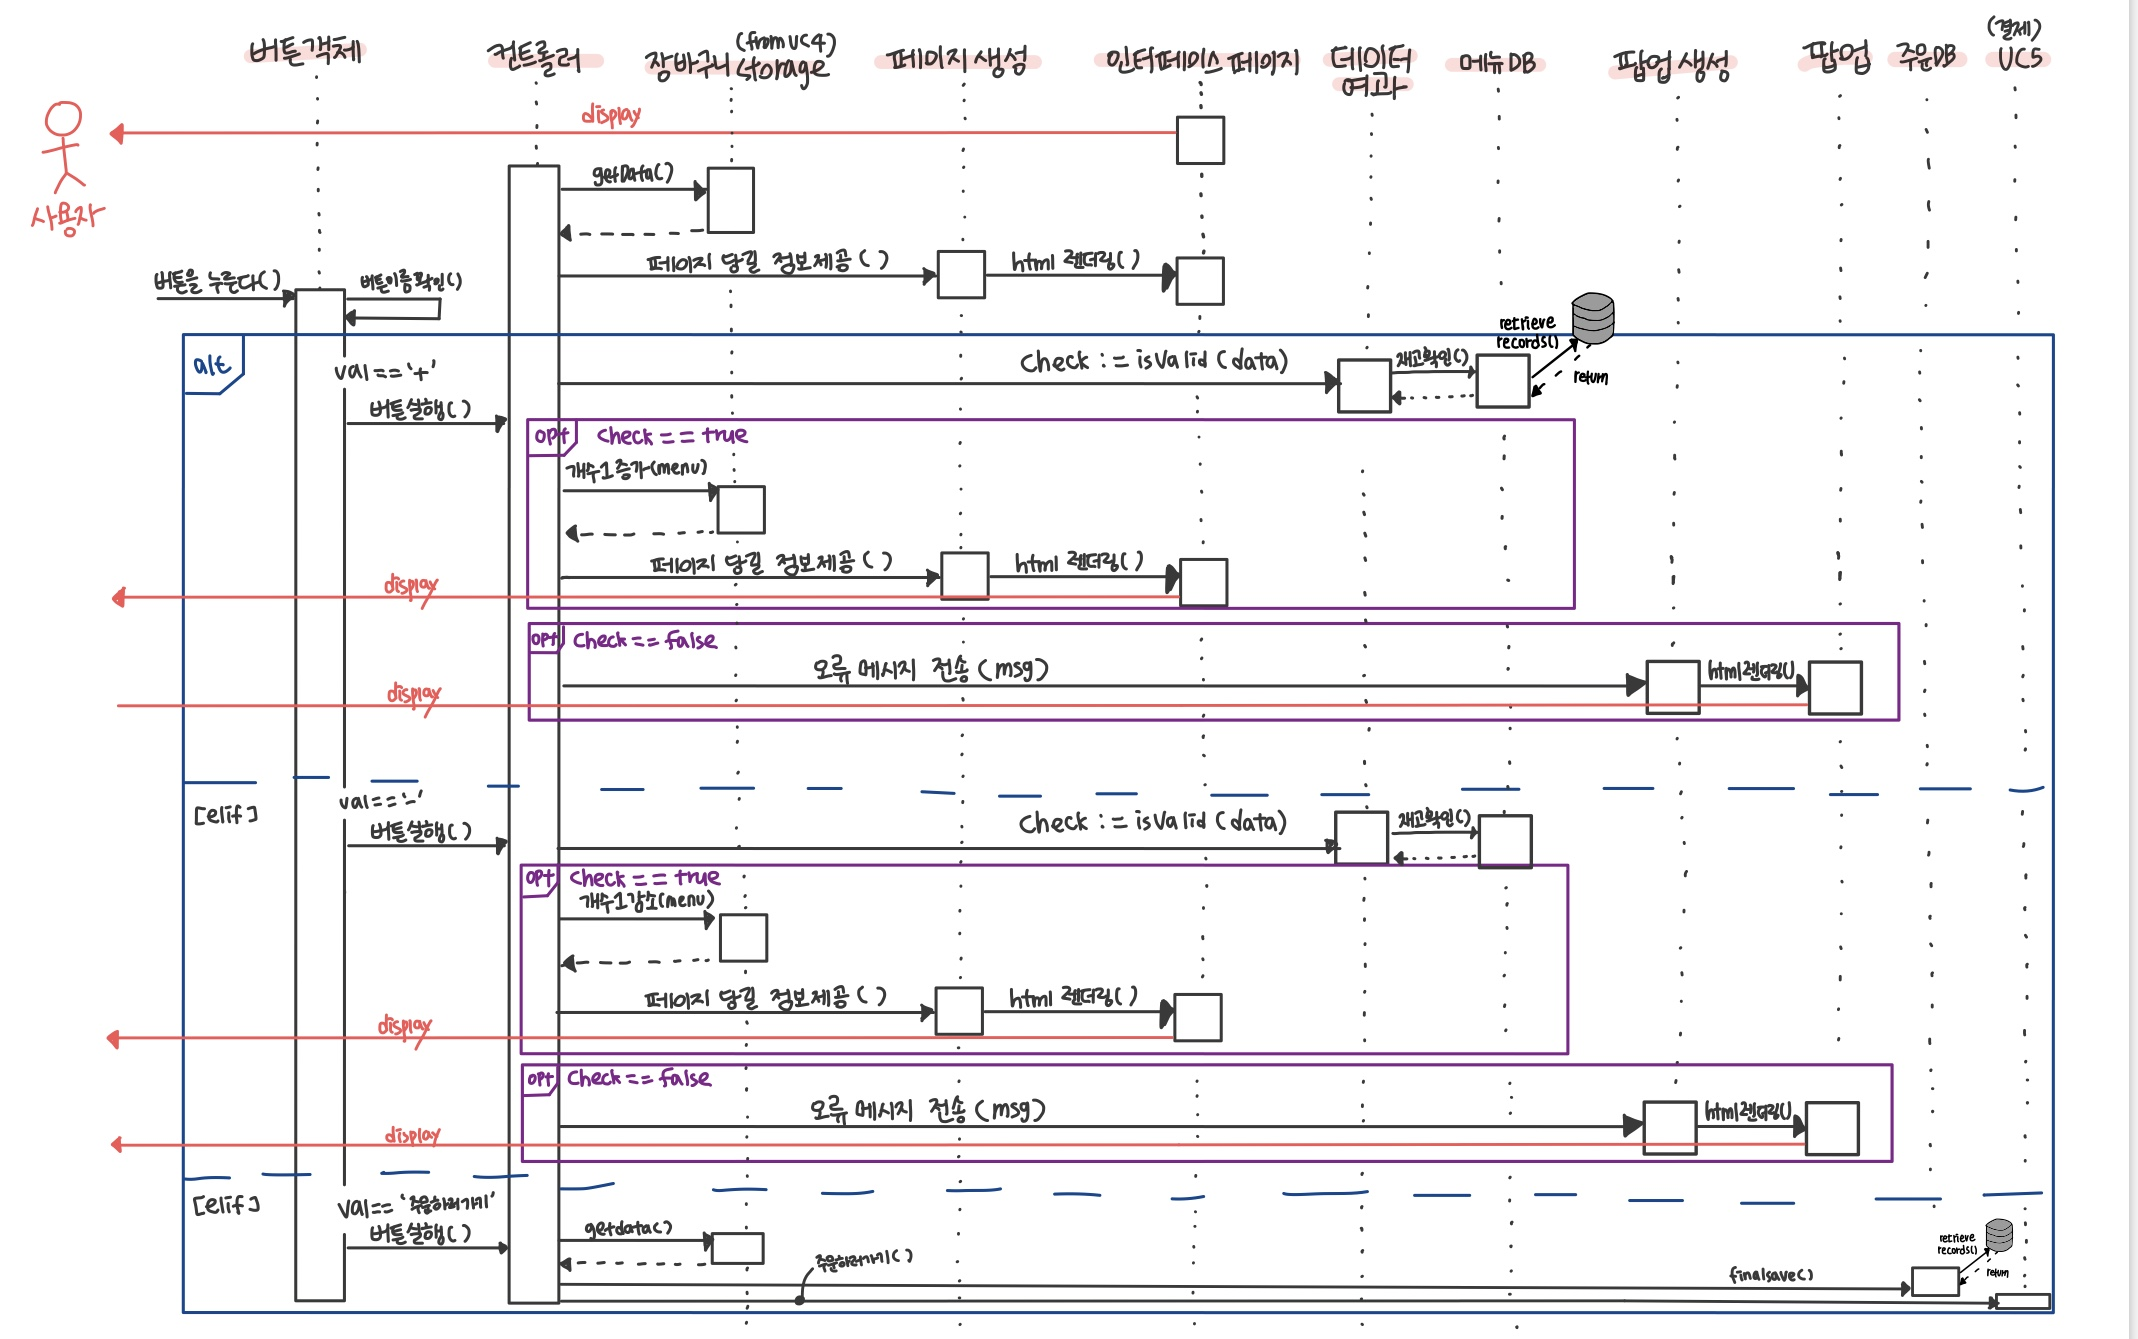 버튼객체
컨트롤러
장바구니 (from UC4)
Storage
페이지 생성
인터페이스 페이지
데이터
여과
메뉴DB
팝업 생성
팝업
주문DB
(결제)
UC5
사용자
display
getData()
페이지 당길 정보제공 ( )
html 렌더링( )
버튼을 누른다( )
버튼이름확인()
alt
val == '+'
check := isValid (data)
재고확인()
retrieve
records()
return
버튼실행( )
opt check == true
개수1증가(menu)
페이지 당길 정보제공 ( )
html 렌더링( )
display
opt check == false
오류 메시지 전송 (msg)
html렌더링()
display
[elif]
val == '-'
버튼실행( )
check := isValid (data)
재고확인()
opt check == true
개수1감소(menu)
페이지 당길 정보제공 ( )
html 렌더링( )
display
opt check == false
오류 메시지 전송 (msg)
html렌더링()
display
[elif]
val == '주문하러가기'
버튼실행( )
getdata()
주문하러가기( )
finalsave()
retrieve
records()
return